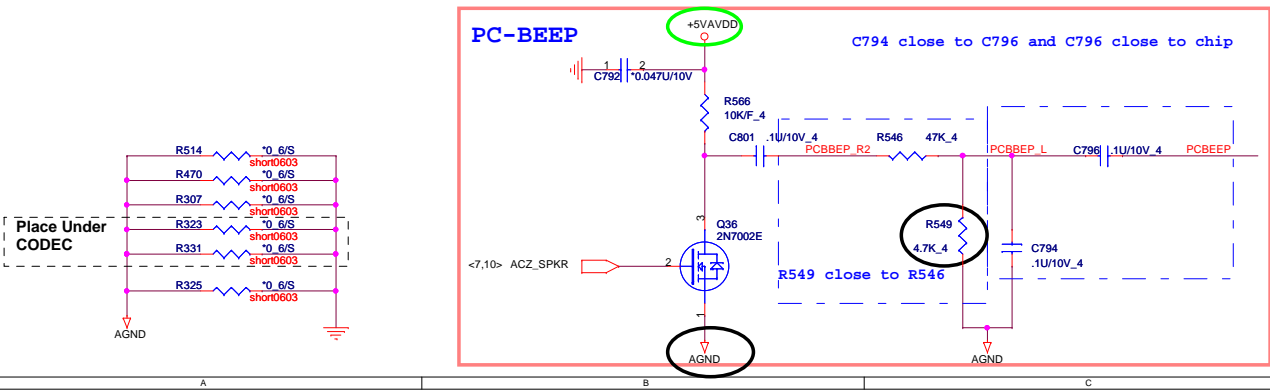 PC-BEEP
+5VAVDD
C794 close to C796 and C796 close to chip
1
2
C792
*0.047U/10V
R566
10K/F_4
C801
.1U/10V_4
PCBBEP_R2
R546
47K_4
PCBBEP_L
C796
.1U/10V_4
PCBEEP
3
Q36
2N7002E
<7,10> ACZ_SPKR
2
1
AGND
R549
4.7K_4
R549 close to R546
C794
.1U/10V_4
AGND
R514
*0_6/S
short0603
R470
*0_6/S
short0603
R307
*0_6/S
short0603
Place Under
CODEC
R323
*0_6/S
short0603
R331
*0_6/S
short0603
R325
*0_6/S
short0603
AGND
A
B
C